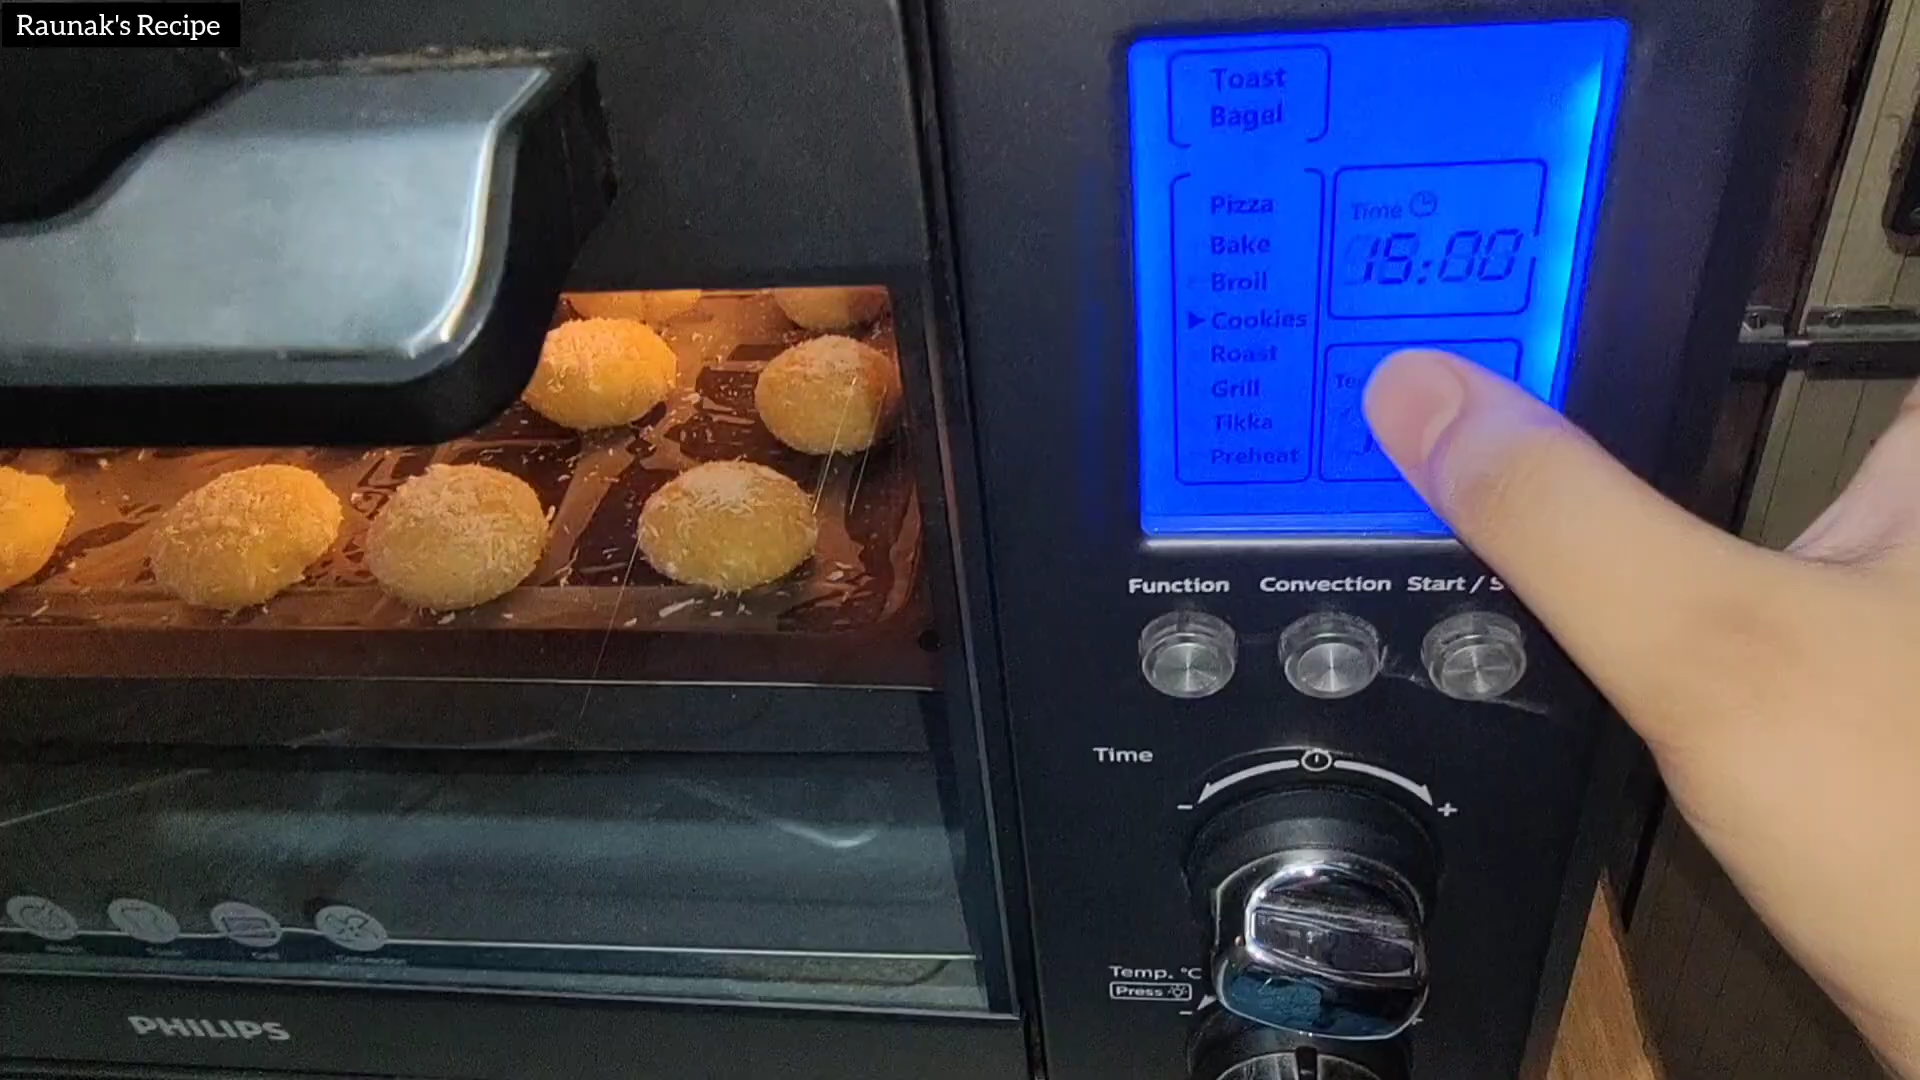 Raunak's Recipe
Toast
Bagel
Pizza
Bake
Broil
Cookies
Roast
Grill
Tikka
Preheat
Time
15:00
Function
Convection
Start /
Time
-
+
Temp. °C
Press
-
PHILIPS